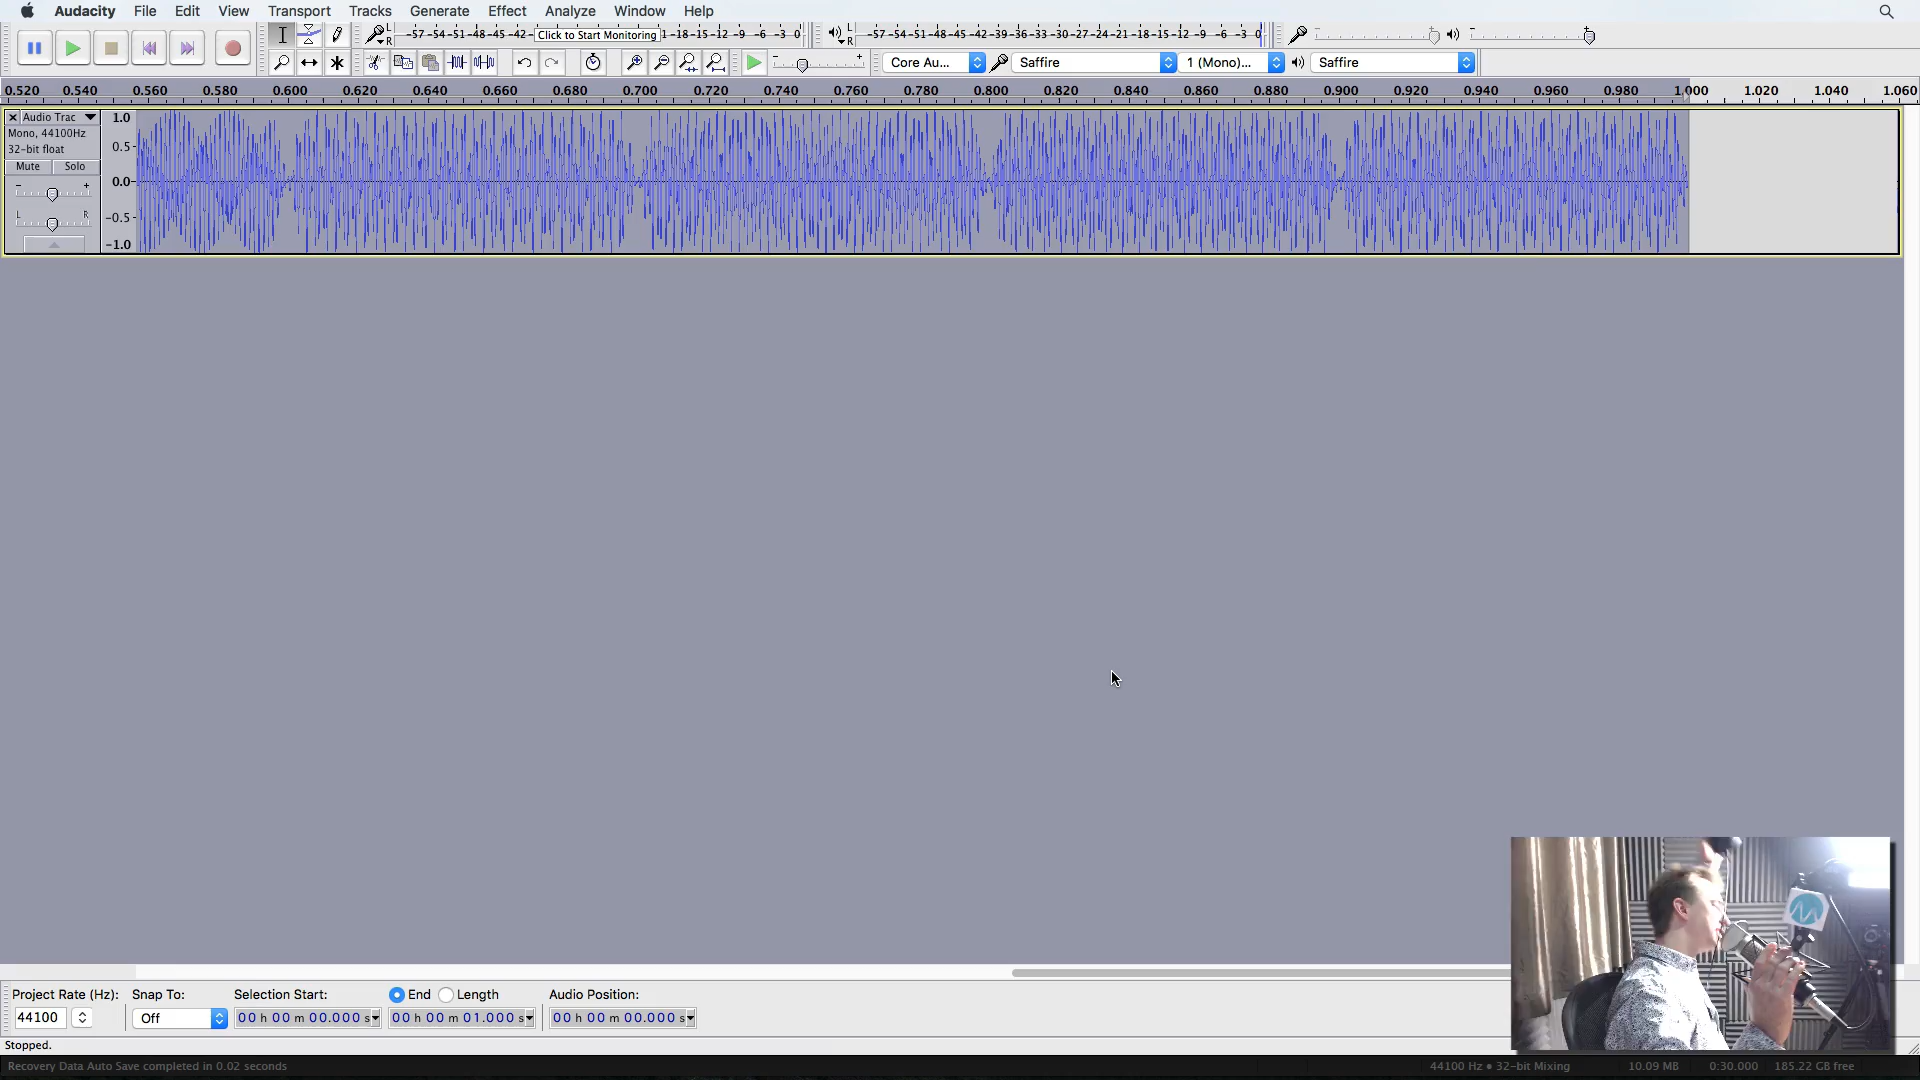 Audacity File Edit View Transport Tracks Generate Effect Analyze Window Help
L
R
-57-54-51-48-45-42- Click to Start Monitoring 1-18-15-12 -9 -6 -3 0
L
R
-57-54-51-48-45-42-39-36-33-30-27-24-21-18-15-12 -9 -6 -3 0
- + Core Au... Saffire 1 (Mono)... Saffire
0.520 0.540 0.560 0.580 0.600 0.620 0.640 0.660 0.680 0.700 0.720 0.740 0.760 0.780 0.800 0.820 0.840 0.860 0.880 0.900 0.920 0.940 0.960 0.980 1.000 1.020 1.040 1.060
Audio Trac 1.0
Mono, 44100Hz
32-bit float 0.5-
Mute Solo
- + 0.0-
L R -0.5-
-1.0
Project Rate (Hz): Snap To: Selection Start: End Length Audio Position:
44100 Off 00 h 00 m 00.000 s 00 h 00 m 01.000 s 00 h 00 m 00.000 s
Stopped.
Recovery Data Auto Save completed in 0.02 seconds 44100 Hz • 32-bit Mixing 10.09 MB 0:30.000 185.22 GB free